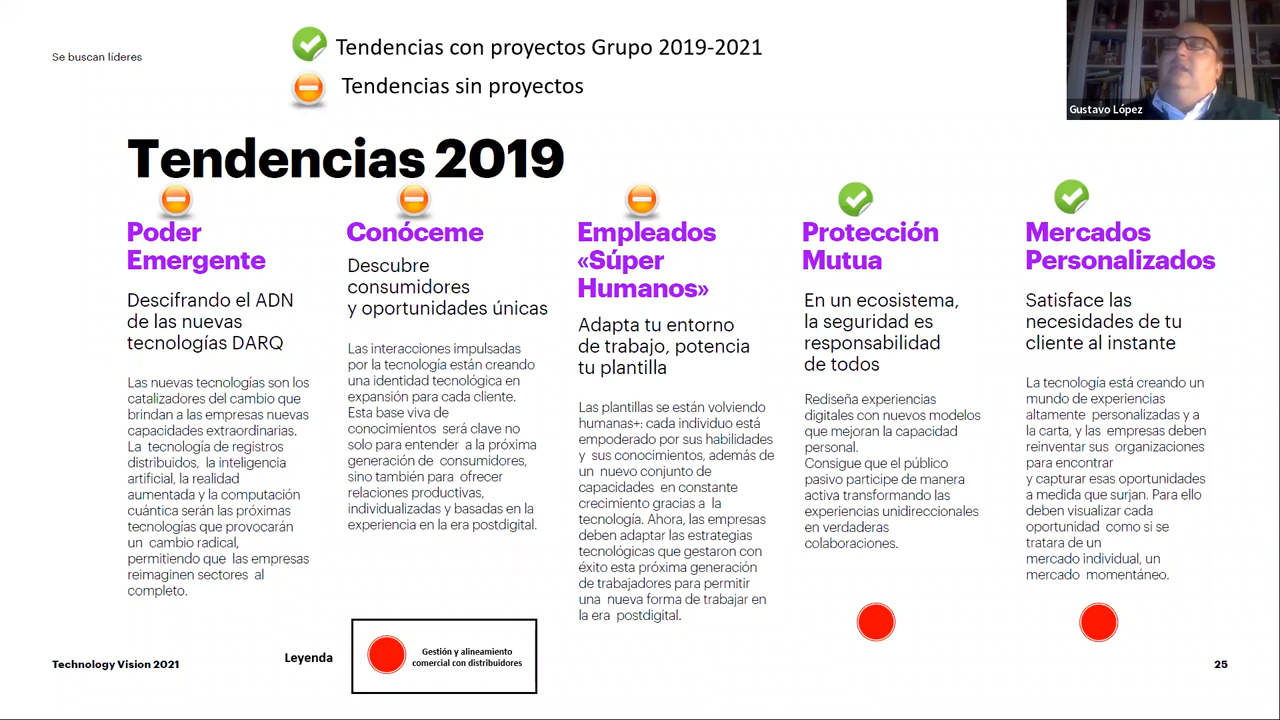 Se buscan líderes
Tendencias con proyectos Grupo 2019-2021
Tendencias sin proyectos
Gustavo López
Tendencias 2019
Poder
Emergente
Descifrando el ADN
de las nuevas
tecnologías DARQ
Las nuevas tecnologías son los
catalizadores del cambio que
brindan a las empresas nuevas
capacidades extraordinarias.
La tecnología de registros
distribuidos, la inteligencia
artificial, la realidad
aumentada y la computación
cuántica serán las próximas
tecnologías que provocarán
un cambio radical,
permitiendo que las empresas
reimaginen sectores al
completo.
Conóceme
Descubre
consumidores
y oportunidades únicas
Las interacciones impulsadas
por la tecnología están creando
una identidad tecnológica en
expansión para cada cliente.
Esta base viva de
conocimientos será clave no
solo para entender a la próxima
generación de consumidores,
sino también para ofrecer
relaciones productivas,
individualizadas y basadas en la
experiencia en la era postdigital.
Empleados
«Súper
Humanos»
Adapta tu entorno
de trabajo, potencia
tu plantilla
Las plantillas se están volviendo
humanas+: cada individuo está
empoderado por sus habilidades
y sus conocimientos, además de
un nuevo conjunto de
capacidades en constante
crecimiento gracias a la
tecnología. Ahora, las empresas
deben adaptar las estrategias
tecnológicas que gestaron con
éxito esta próxima generación
de trabajadores para permitir
una nueva forma de trabajar en
la era postdigital.
Protección
Mutua
En un ecosistema,
la seguridad es
responsabilidad
de todos
Rediseña experiencias
digitales con nuevos modelos
que mejoran la capacidad
personal.
Consigue que el público
pasivo participe de manera
activa transformando las
experiencias unidireccionales
en verdaderas
colaboraciones.
Mercados
Personalizados
Satisface las
necesidades de tu
cliente al instante
La tecnología está creando un
mundo de experiencias
altamente personalizadas y a
la carta, y las empresas deben
reinventar sus organizaciones
para encontrar
y capturar esas oportunidades
a medida que surjan. Para ello
deben visualizar cada
oportunidad como si se
tratara de un
mercado individual, un
mercado momentáneo.
Leyenda
Gestión y alineamiento
comercial con distribuidores
Technology Vision 2021
25